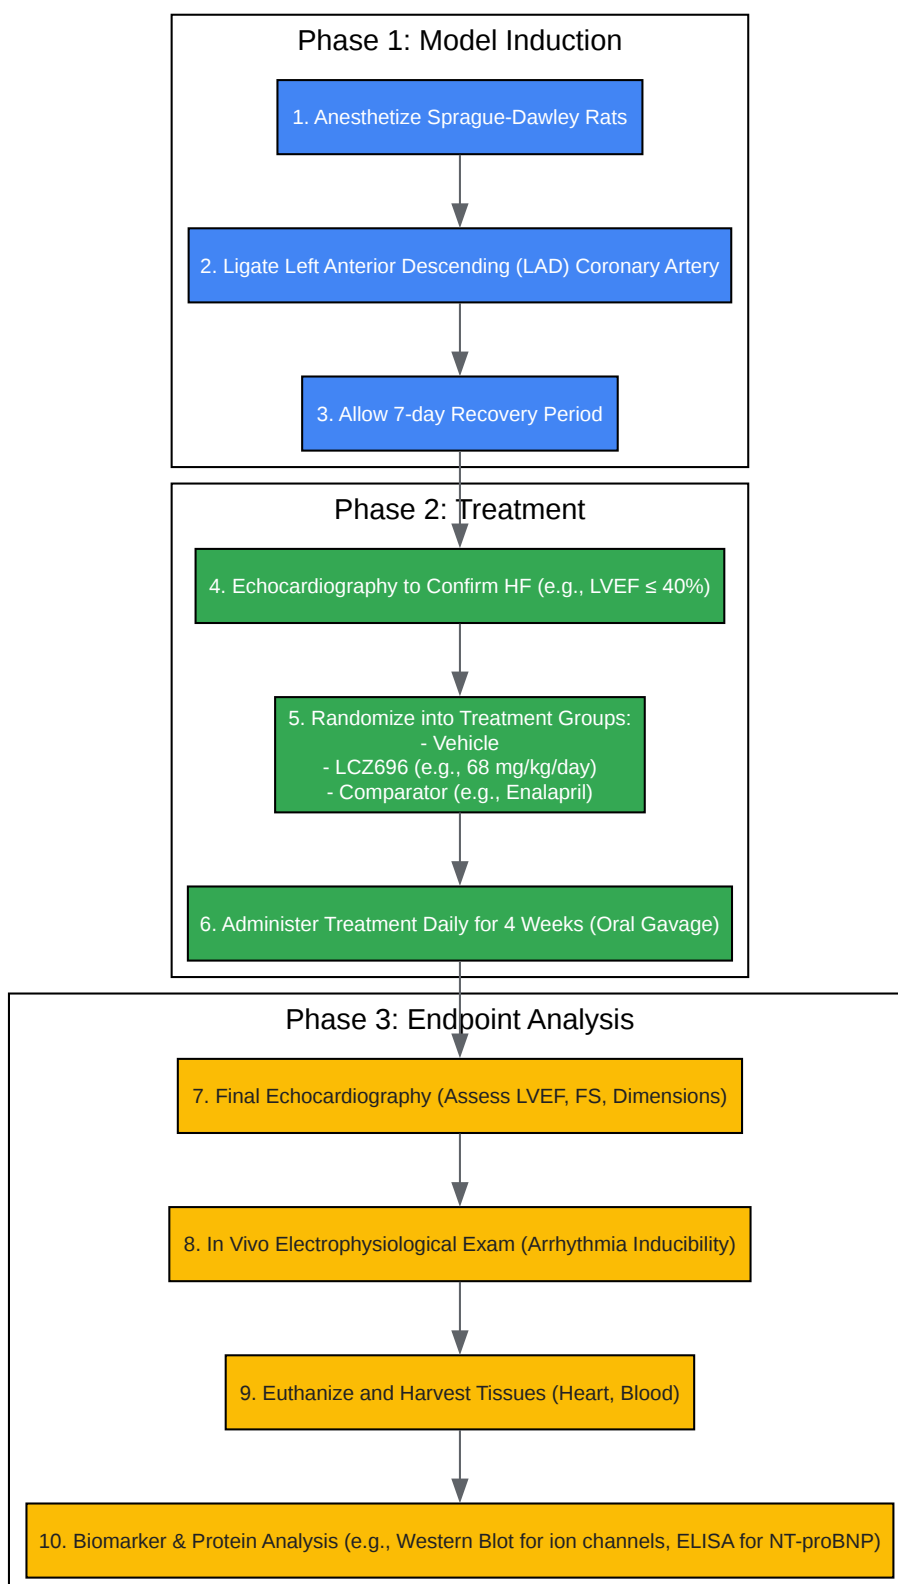 Phase 1: Model Induction
1. Anesthetize Sprague-Dawley Rats
2. Ligate Left Anterior Descending (LAD) Coronary Artery
3. Allow 7-day Recovery Period
Phase 2: Treatment
4. Echocardiography to Confirm HF (e.g., LVEF ≤ 40%)
5. Randomize into Treatment Groups:
- Vehicle
- LCZ696 (e.g., 68 mg/kg/day)
- Comparator (e.g., Enalapril)
6. Administer Treatment Daily for 4 Weeks (Oral Gavage)
Phase 3: Endpoint Analysis
7. Final Echocardiography (Assess LVEF, FS, Dimensions)
8. In Vivo Electrophysiological Exam (Arrhythmia Inducibility)
9. Euthanize and Harvest Tissues (Heart, Blood)
10. Biomarker & Protein Analysis (e.g., Western Blot for ion channels, ELISA for NT-proBNP)